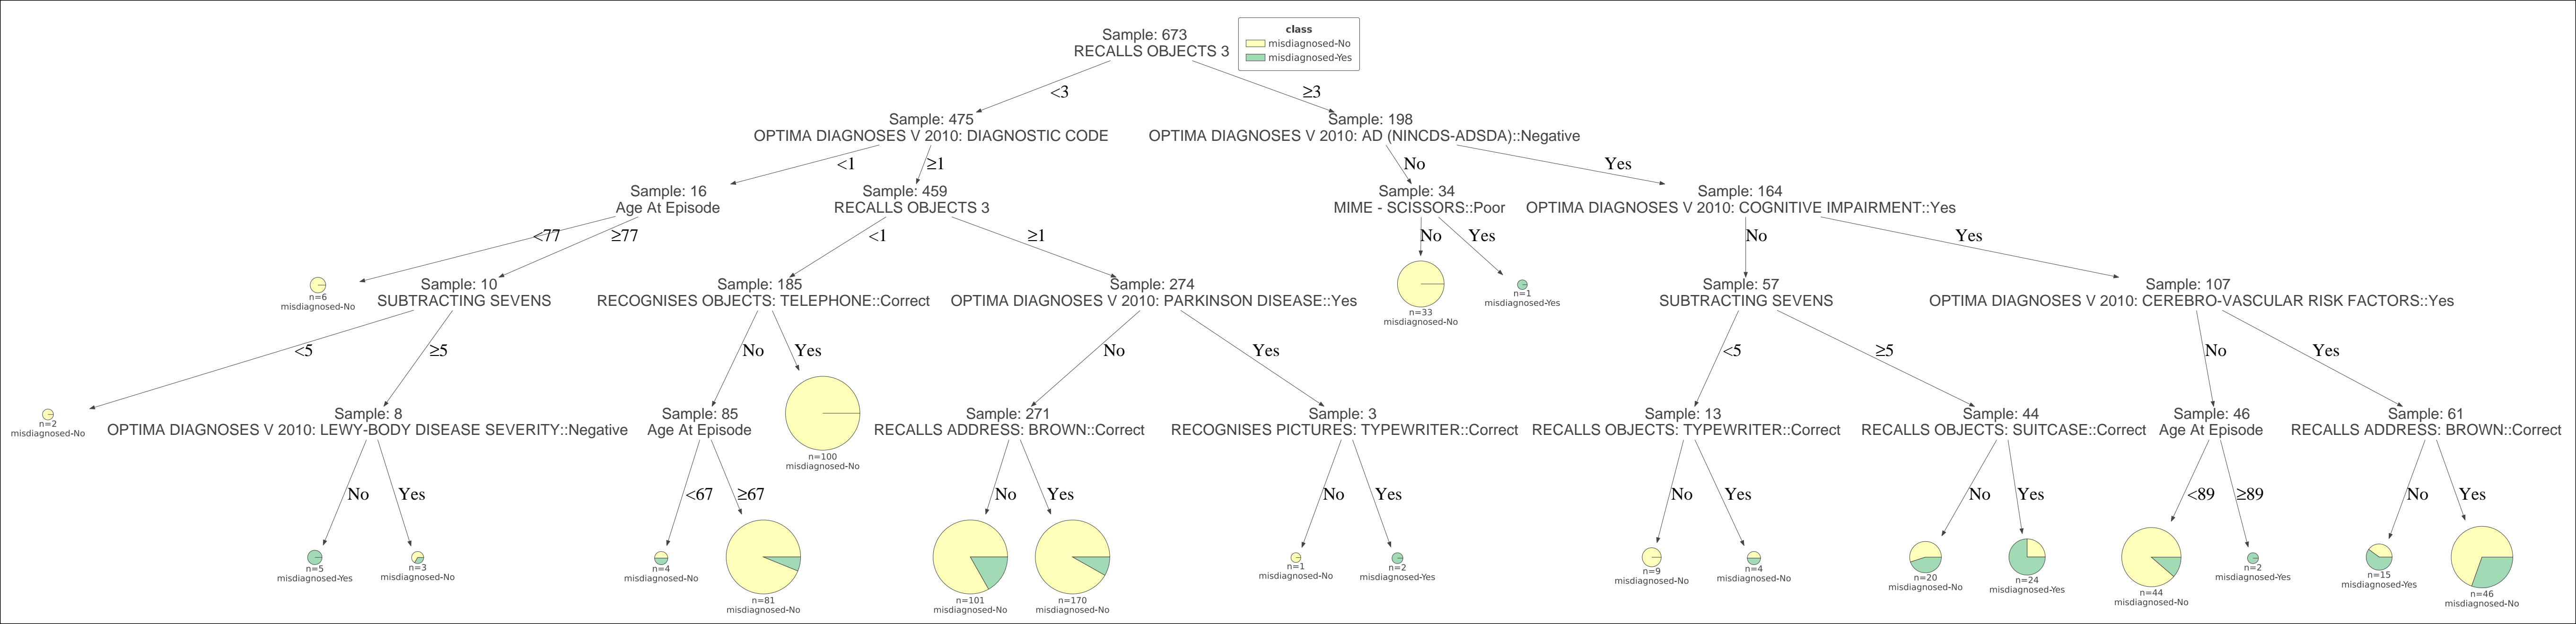 Sample: 673
RECALLS OBJECTS 3
class
misdiagnosed-No
misdiagnosed-Yes
<3
≥3
Sample: 475
OPTIMA DIAGNOSES V 2010: DIAGNOSTIC CODE
Sample: 198
OPTIMA DIAGNOSES V 2010: AD (NINCDS-ADSDA)::Negative
<1
≥1
No
Yes
Sample: 16
Age At Episode
Sample: 459
RECALLS OBJECTS 3
Sample: 34
MIME - SCISSORS::Poor
Sample: 164
OPTIMA DIAGNOSES V 2010: COGNITIVE IMPAIRMENT::Yes
<77
≥77
<1
≥1
No
Yes
No
Yes
n=6
misdiagnosed-No
Sample: 10
SUBTRACTING SEVENS
Sample: 185
RECOGNISES OBJECTS: TELEPHONE::Correct
Sample: 274
OPTIMA DIAGNOSES V 2010: PARKINSON DISEASE::Yes
n=33
misdiagnosed-No
n=1
misdiagnosed-Yes
Sample: 57
SUBTRACTING SEVENS
Sample: 107
OPTIMA DIAGNOSES V 2010: CEREBRO-VASCULAR RISK FACTORS::Yes
<5
≥5
No
Yes
No
Yes
<5
≥5
No
Yes
n=2
misdiagnosed-No
Sample: 8
OPTIMA DIAGNOSES V 2010: LEWY-BODY DISEASE SEVERITY::Negative
Sample: 85
Age At Episode
n=100
misdiagnosed-No
Sample: 271
RECALLS ADDRESS: BROWN::Correct
Sample: 3
RECOGNISES PICTURES: TYPEWRITER::Correct
Sample: 13
RECALLS OBJECTS: TYPEWRITER::Correct
Sample: 44
RECALLS OBJECTS: SUITCASE::Correct
Sample: 46
Age At Episode
Sample: 61
RECALLS ADDRESS: BROWN::Correct
No
Yes
<67
≥67
No
Yes
No
Yes
No
Yes
No
Yes
<89
≥89
No
Yes
n=5
misdiagnosed-Yes
n=3
misdiagnosed-No
n=4
misdiagnosed-No
n=81
misdiagnosed-No
n=101
misdiagnosed-No
n=170
misdiagnosed-No
n=1
misdiagnosed-No
n=2
misdiagnosed-Yes
n=9
misdiagnosed-No
n=4
misdiagnosed-No
n=20
misdiagnosed-No
n=24
misdiagnosed-Yes
n=44
misdiagnosed-No
n=2
misdiagnosed-Yes
n=15
misdiagnosed-Yes
n=46
misdiagnosed-No